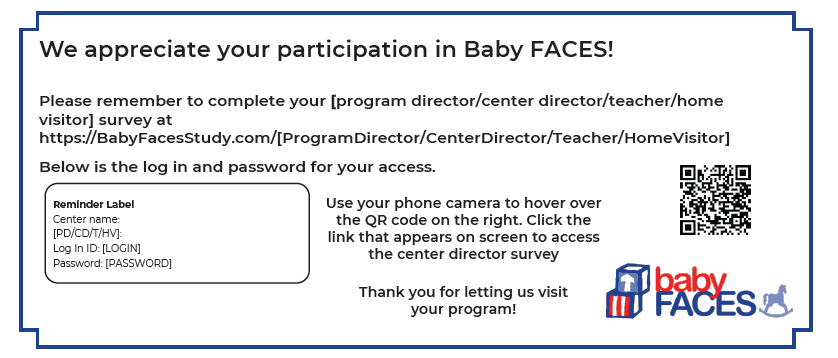 We appreciate your participation in Baby FACES!
Please remember to complete your [program director/center director/teacher/home
visitor] survey at
https://BabyFacesStudy.com/[ProgramDirector/CenterDirector/Teacher/HomeVisitor]
Below is the log in and password for your access.
Reminder Label
Center name:
[PD/CD/T/HV]:
Log In ID: [LOGIN]
Password: [PASSWORD]
Use your phone camera to hover over
the QR code on the right. Click the
link that appears on screen to access
the center director survey
Thank you for letting us visit
your program!
baby
FACES